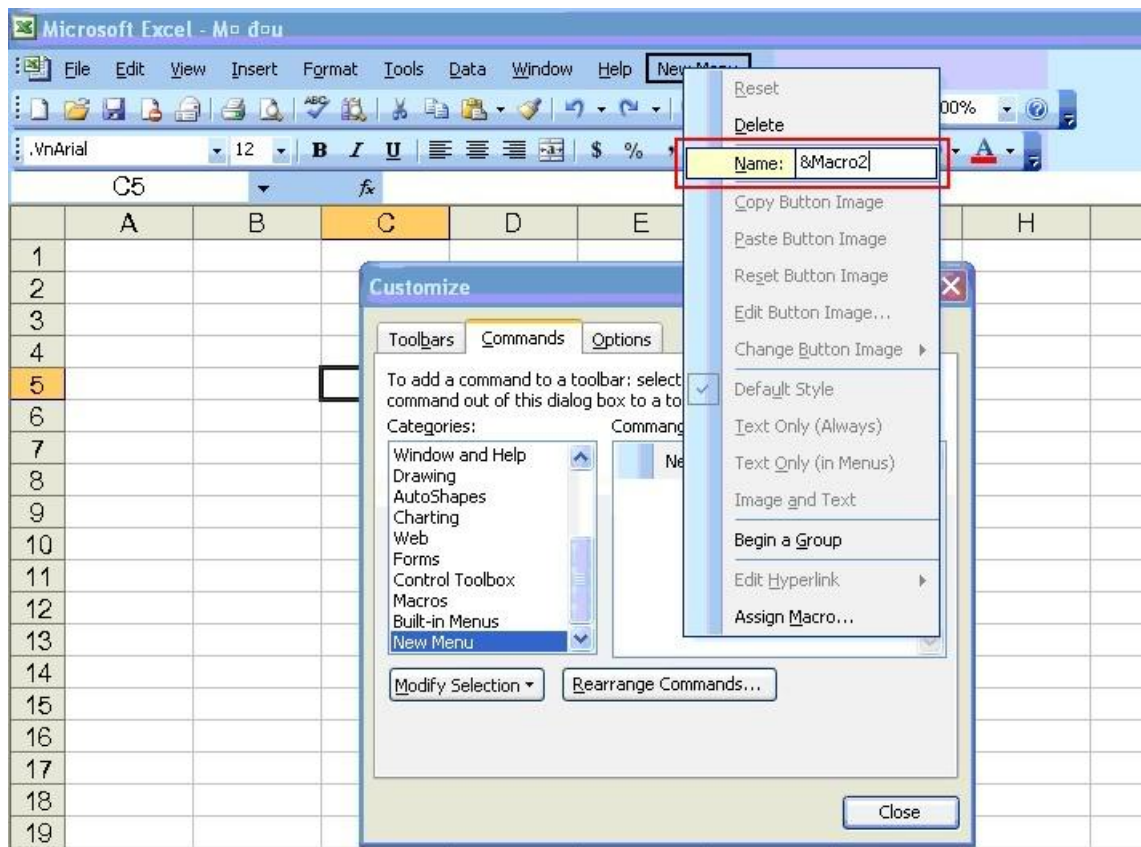 Microsoft Excel - M¤ đ¤u
File Edit View Insert Format Tools Data Window Help New Menu
ABC
00%
.VnArial 12 B I U a $ % ,
A
C5 fx
A B C D E H
1
2
3
4
5
6
7
8
9
10
11
12
13
14
15
16
17
18
19
Reset
Delete
Name: &Macro2
Copy Button Image
Paste Button Image
Reset Button Image
Edit Button Image...
Change Button Image
Default Style
Text Only (Always)
Text Only (in Menus)
Image and Text
Begin a Group
Edit Hyperlink
Assign Macro...
Customize
Toolbars Commands Options
To add a command to a toolbar: select
command out of this dialog box to a to
Categories:
Window and Help
Drawing
AutoShapes
Charting
Web
Forms
Control Toolbox
Macros
Built-in Menus
New Menu
Command
Ne
Modify Selection
Rearrange Commands...
Close